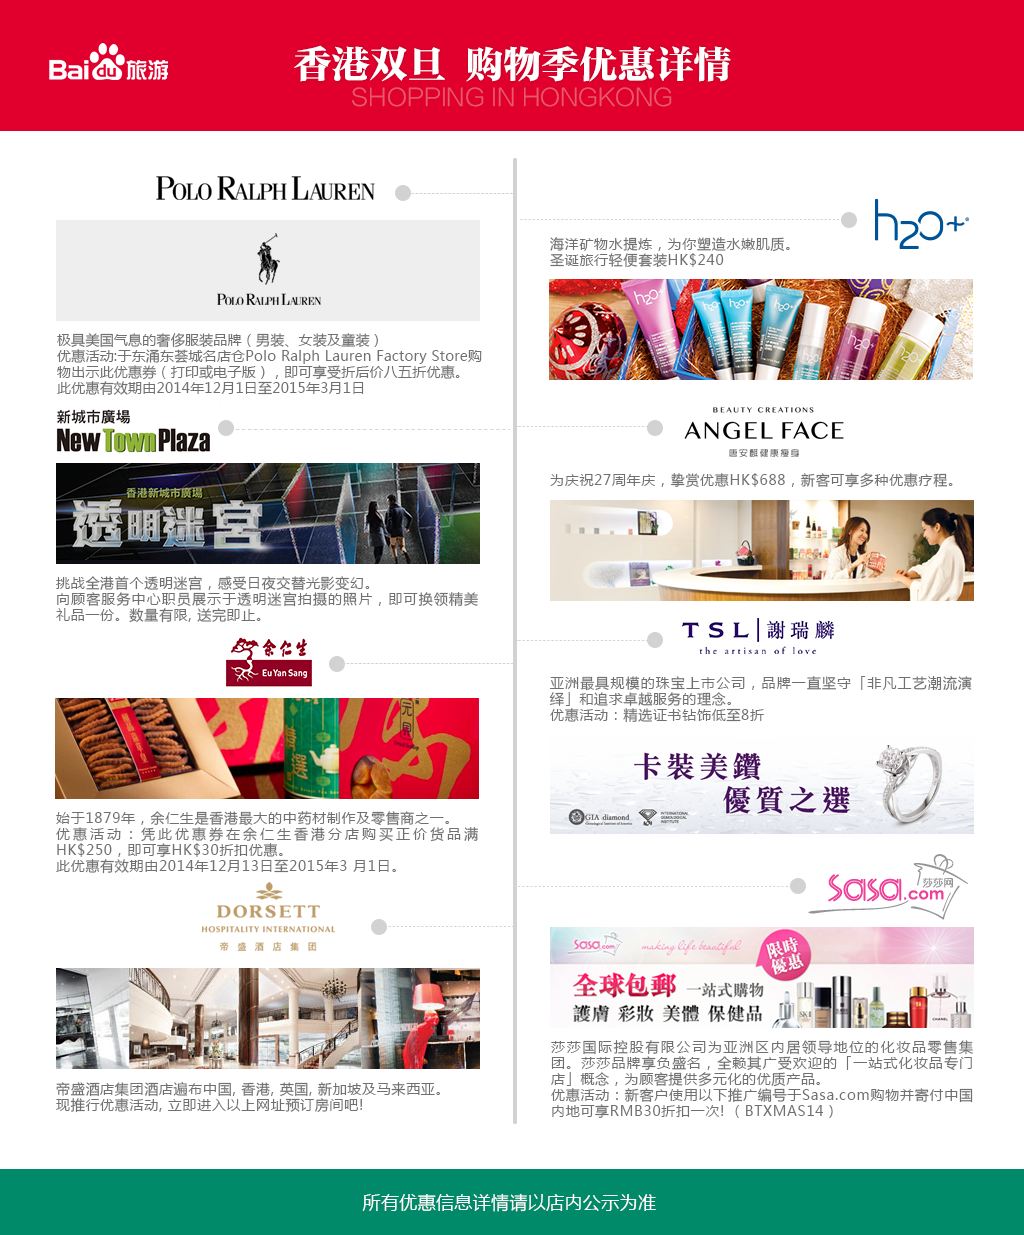 Bai du 旅游
香港双旦 购物季优惠详情
SHOPPING IN HONGKONG
POLO RALPH LAUREN
POLO RALPH LAUREN
极具美国气息的奢侈服装品牌（男装、女装及童装）
优惠活动:于东涌东荟城名店仓Polo Ralph Lauren Factory Store购
物出示此优惠券（打印或电子版），即可享受折后价八五折优惠。
此优惠有效期由2014年12月1日至2015年3月1日
新城市廣場
New Town Plaza
香港新城市廣場
透明迷宮
挑战全港首个透明迷宫，感受日夜交替光影变幻。
向顾客服务中心职员展示于透明迷宫拍摄的照片，即可换领精美
礼品一份。数量有限, 送完即止。
余仁生
Eu Yan Sang
始于1879年，余仁生是香港最大的中药材制作及零售商之一。
优惠活动：凭此优惠券在余仁生香港分店购买正价货品满
HK$250，即可享HK$30折扣优惠。
此优惠有效期由2014年12月13日至2015年3 月1日。
DORSETT
HOSPITALITY INTERNATIONAL
帝盛酒店集团
帝盛酒店集团酒店遍布中国, 香港, 英国, 新加坡及马来西亚。
现推行优惠活动, 立即进入以上网址预订房间吧!
h2o+
海洋矿物水提炼，为你塑造水嫩肌质。
圣诞旅行轻便套装HK$240
h2o+
h2o+
h2o+
h2o+
h2o+
BEAUTY CREATIONS
ANGEL FACE
唐安麒健康瘦身
为庆祝27周年庆，挚赏优惠HK$688，新客可享多种优惠疗程。
TSL|謝瑞麟
the artisan of love
亚洲最具规模的珠宝上市公司，品牌一直坚守「非凡工艺潮流演
绎」和追求卓越服务的理念。
优惠活动：精选证书钻饰低至8折
卡裝美鑽
優質之選
GIA diamond
Gemological Institute of America
INTERNATIONAL
GEMOLOGICAL
INSTITUTE
莎莎网
sasa.com
sasa.com
making life beautiful
限時
優惠
全球包郵 一站式購物
護膚 彩妝 美體 保健品
SK-II
CHANEL
莎莎国际控股有限公司为亚洲区内居领导地位的化妆品零售集
团。莎莎品牌享负盛名，全赖其广受欢迎的「一站式化妆品专门
店」概念，为顾客提供多元化的优质产品。
优惠活动：新客户使用以下推广编号于Sasa.com购物并寄付中国
内地可享RMB30折扣一次!（BTXMAS14）
所有优惠信息详情请以店内公示为准